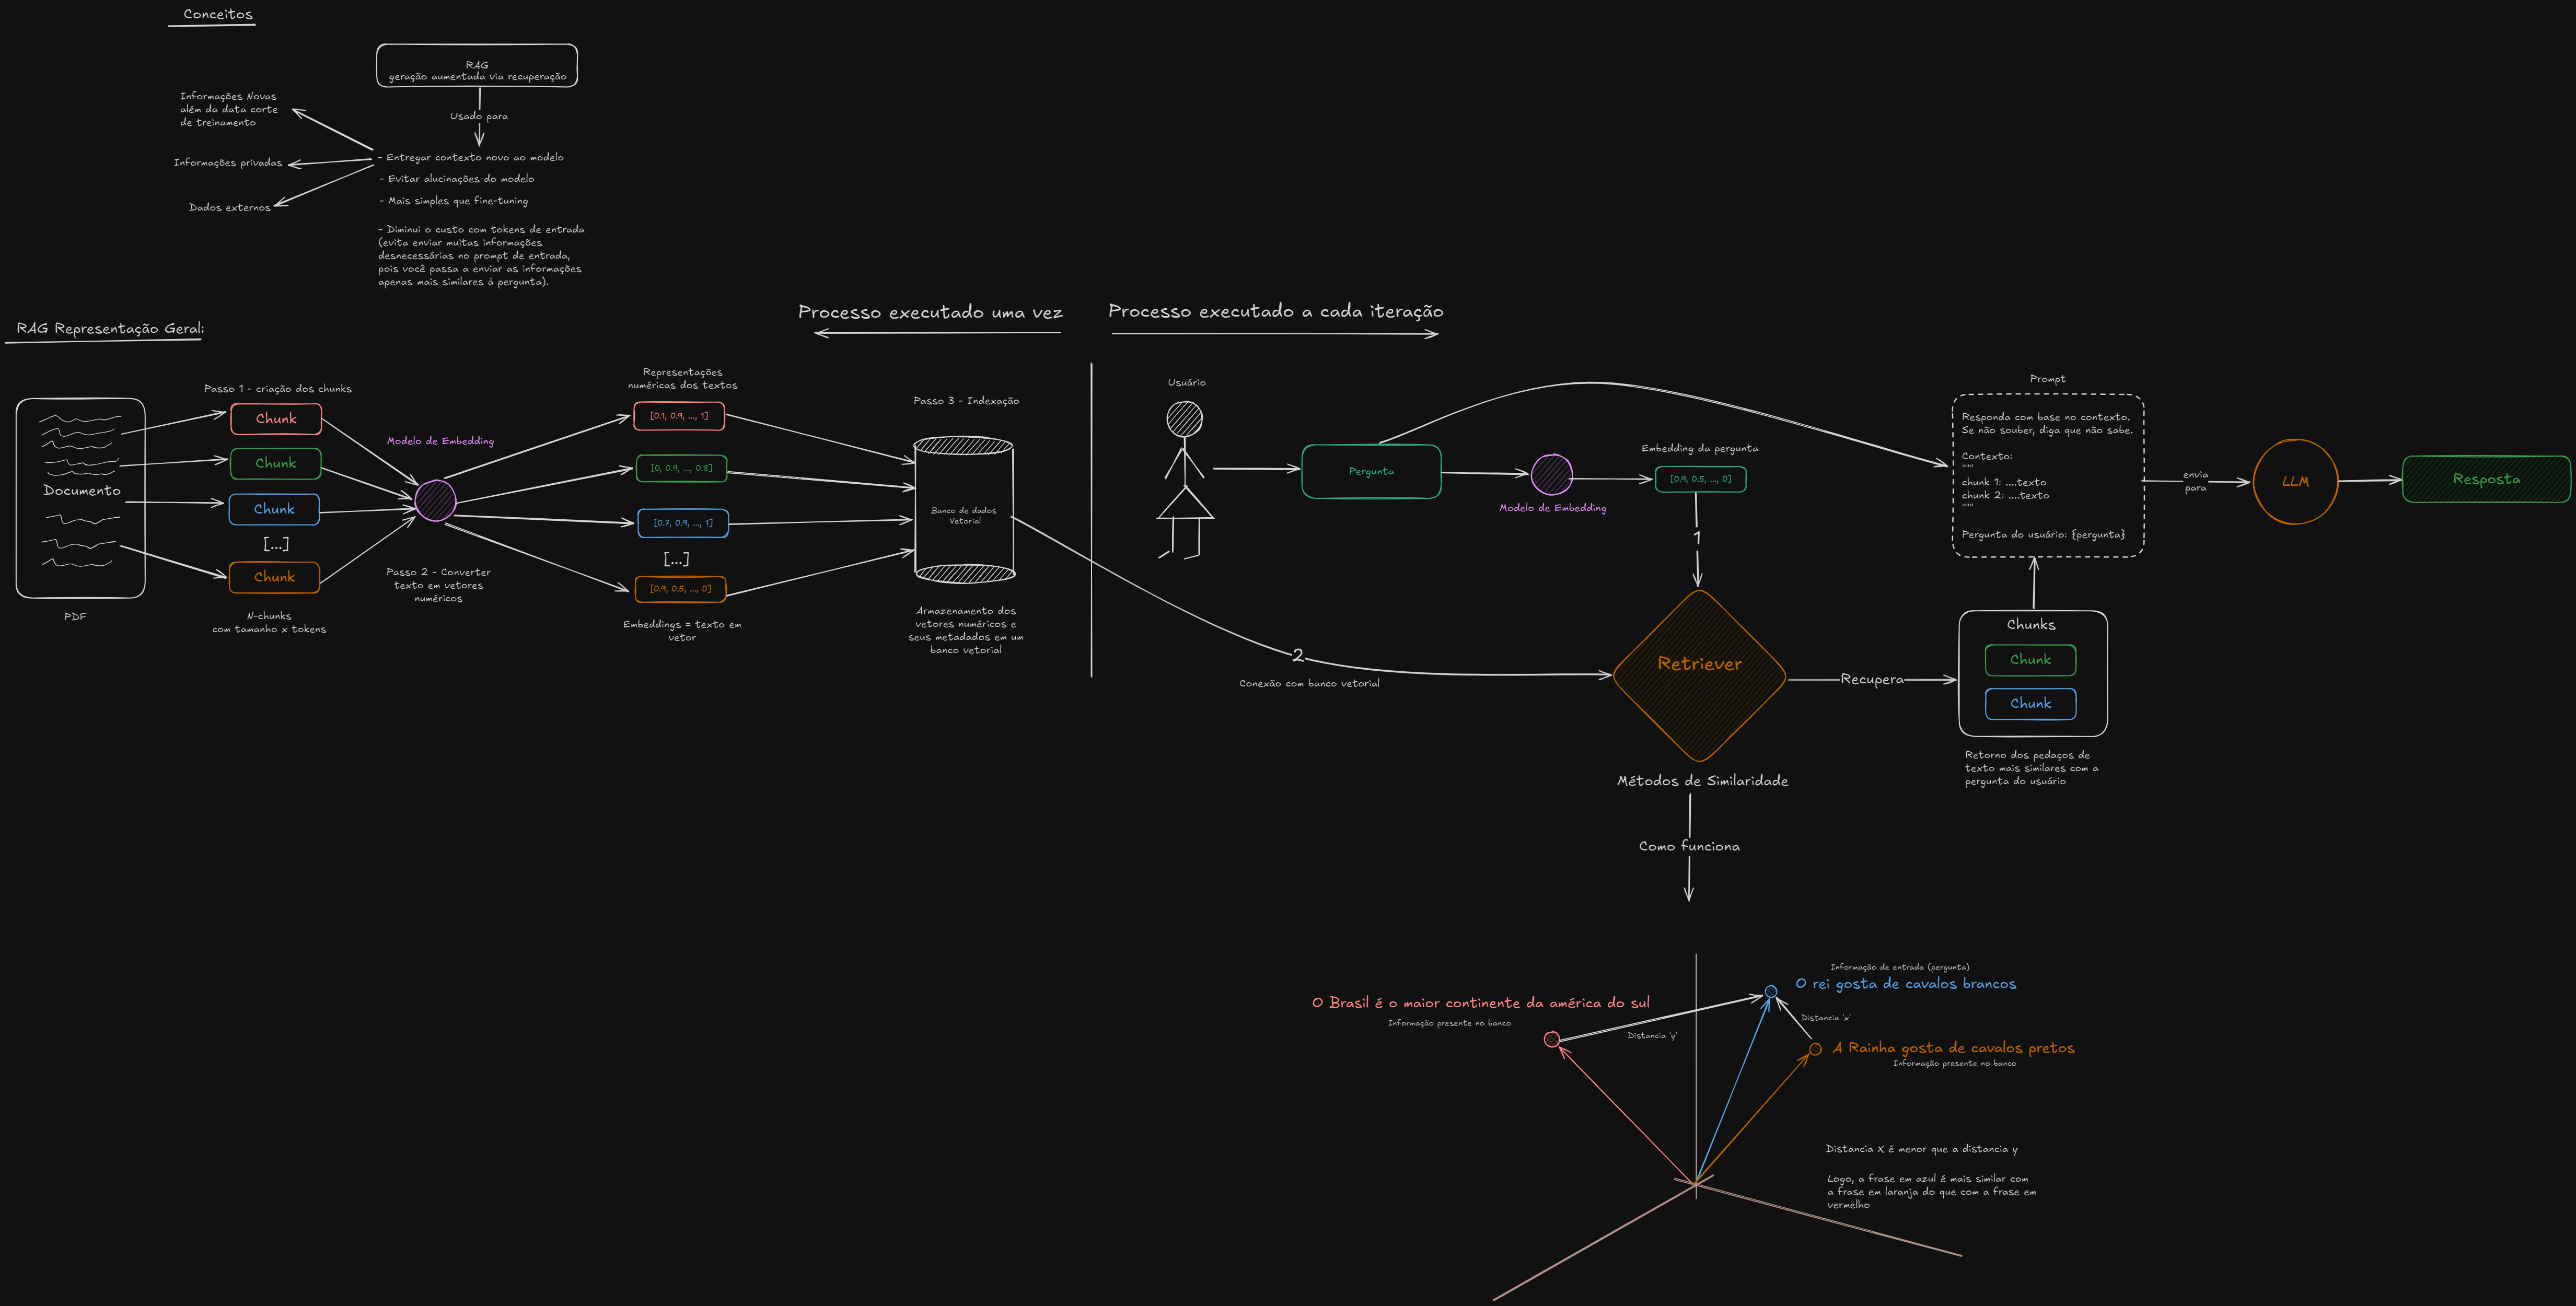 Conceitos
RAG
geração aumentada via recuperação
Usado para
Informações Novas
além da data corte
de treinamento
Informações privadas
Dados externos
- Entregar contexto novo ao modelo
- Evitar alucinações do modelo
- Mais simples que fine-tuning
- Diminui o custo com tokens de entrada
(evita enviar muitas informações
desnecessárias no prompt de entrada,
pois você passa a enviar as informações
apenas mais similares à pergunta).
RAG Representação Geral:
Processo executado uma vez
Processo executado a cada iteração
Documento
PDF
Passo 1 - criação dos chunks
Chunk
Chunk
Chunk
[...]
Chunk
N-chunks
com tamanho x tokens
Modelo de Embedding
Passo 2 - Converter
texto em vetores
numéricos
Representações
numéricas dos textos
[0.1, 0.9, ..., 1]
[0, 0.9, ..., 0.8]
[0.7, 0.9, ..., 1]
[...]
[0.9, 0.5, ..., 0]
Embeddings = texto em
vetor
Passo 3 - Indexação
Banco de dados
Vetorial
Armazenamento dos
vetores numéricos e
seus metadados em um
banco vetorial
Usuário
Pergunta
Modelo de Embedding
Embedding da pergunta
[0.9, 0.5, ..., 0]
1
2
Conexão com banco vetorial
Retriever
Métodos de Similaridade
Recupera
Chunks
Chunk
Chunk
Retorno dos pedaços de
texto mais similares com a
pergunta do usuário
Prompt
Responda com base no contexto.
Se não souber, diga que não sabe.
Contexto:
"""
chunk 1: ....texto
chunk 2: ....texto
"""
Pergunta do usuário: {pergunta}
envia
para
LLM
Resposta
Como funciona
Informação de entrada (pergunta)
O rei gosta de cavalos brancos
O Brasil é o maior continente da américa do sul
Informação presente no banco
Distancia 'y'
Distancia 'x'
A Rainha gosta de cavalos pretos
Informação presente no banco
Distancia X é menor que a distancia y
Logo, a frase em azul é mais similar com
a frase em laranja do que com a frase em
vermelho